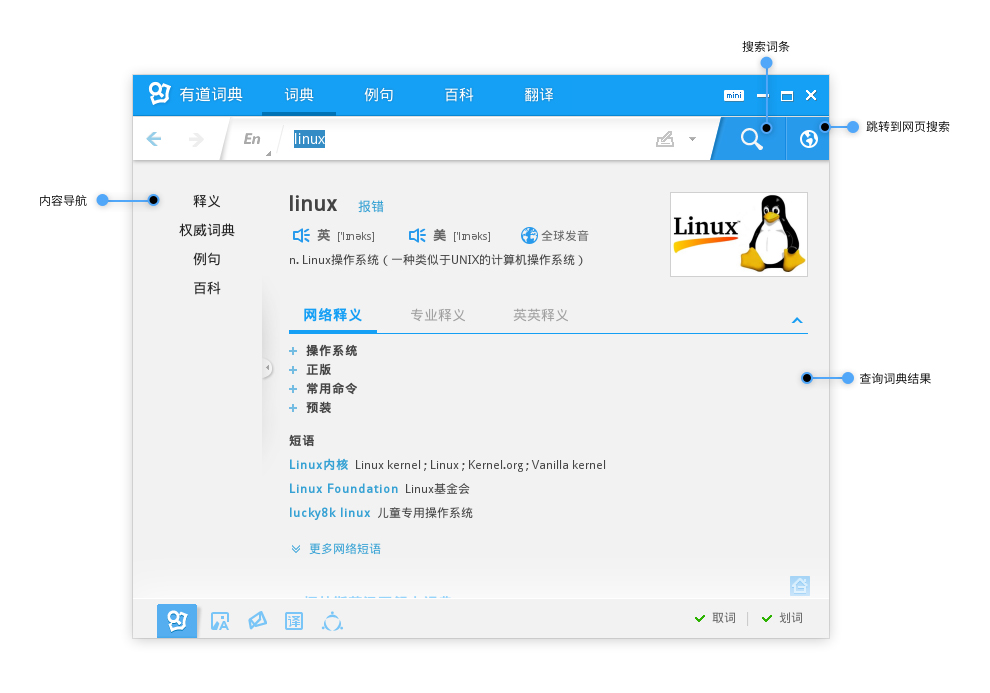 搜索词条
有道词典 词典 例句 百科 翻译 mini
En linux
跳转到网页搜索
内容导航
释义
权威词典
例句
百科
linux 报错
英 ['lɪnəks] 美 ['lɪnəks] 全球发音
n. Linux操作系统（一种类似于UNIX的计算机操作系统）
Linux
网络释义 专业释义 英英释义
操作系统
正版
常用命令
预装
查询词典结果
短语
Linux内核 Linux kernel ; Linux ; Kernel.org ; Vanilla kernel
Linux Foundation Linux基金会
lucky8k linux 儿童专用操作系统
更多网络短语
A 译
取词 划词